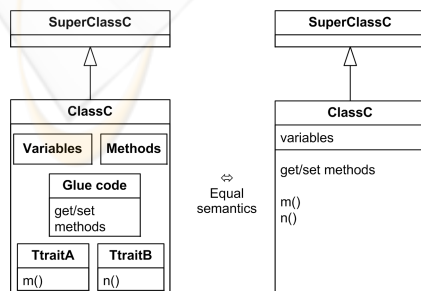 SuperClassC
ClassC
Variables
Methods
Glue code
get/set
methods
TtraitA
m()
TtraitB
n()
⇔
Equal
semantics
SuperClassC
ClassC
variables
get/set methods
m()
n()